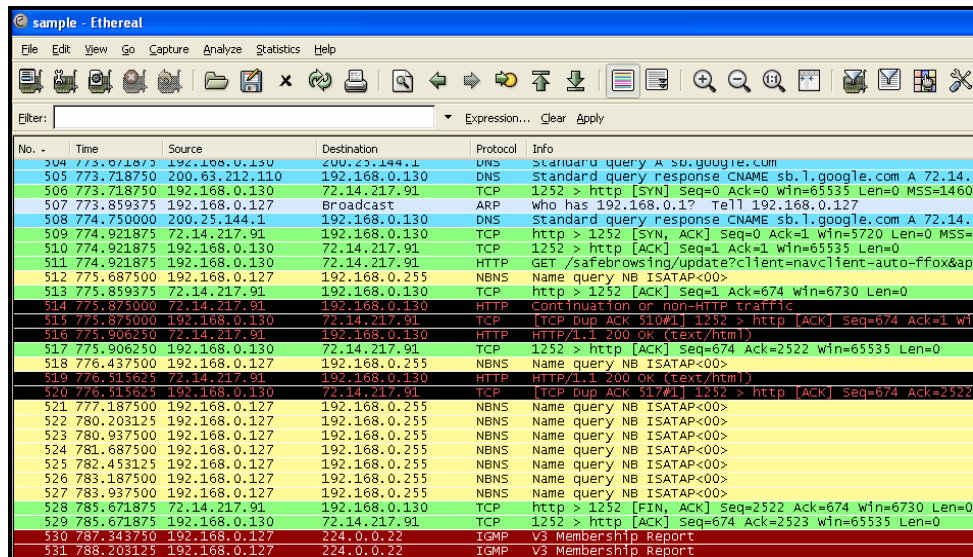 sample - Ethereal
File Edit View Go Capture Analyze Statistics Help
Filter: Expression... Clear Apply
No. - Time Source Destination Protocol Info
504 773.671875 192.168.0.130 200.25.144.1 DNS Standard query A sb.google.com
505 773.718750 200.63.212.110 192.168.0.130 DNS Standard query response CNAME sb.l.google.com A 72.14.
506 773.718750 192.168.0.130 72.14.217.91 TCP 1252 > http [SYN] Seq=0 Ack=0 Win=65535 Len=0 MSS=1460
507 773.859375 192.168.0.127 Broadcast ARP Who has 192.168.0.1? Tell 192.168.0.127
508 774.750000 200.25.144.1 192.168.0.130 DNS Standard query response CNAME sb.l.google.com A 72.14.
509 774.921875 72.14.217.91 192.168.0.130 TCP http > 1252 [SYN, ACK] Seq=0 Ack=1 Win=5720 Len=0 MSS=
510 774.921875 192.168.0.130 72.14.217.91 TCP 1252 > http [ACK] Seq=1 Ack=1 Win=65535 Len=0
511 774.921875 192.168.0.130 72.14.217.91 HTTP GET /safebrowsing/update?client=navclient-auto-ffox&ap
512 775.687500 192.168.0.127 192.168.0.255 NBNS Name query NB ISATAP<00>
513 775.859375 72.14.217.91 192.168.0.130 TCP http > 1252 [ACK] Seq=1 Ack=674 Win=6730 Len=0
514 775.875000 72.14.217.91 192.168.0.130 HTTP Continuation or non-HTTP traffic
515 775.875000 192.168.0.130 72.14.217.91 TCP [TCP Dup ACK 510#1] 1252 > http [ACK] Seq=674 Ack=1 Wi
516 775.906250 72.14.217.91 192.168.0.130 HTTP HTTP/1.1 200 OK (text/html)
517 775.906250 192.168.0.130 72.14.217.91 TCP 1252 > http [ACK] Seq=674 Ack=2522 Win=65535 Len=0
518 776.437500 192.168.0.127 192.168.0.255 NBNS Name query NB ISATAP<00>
519 776.515625 72.14.217.91 192.168.0.130 HTTP HTTP/1.1 200 OK (text/html)
520 776.515625 192.168.0.130 72.14.217.91 TCP [TCP Dup ACK 517#1] 1252 > http [ACK] Seq=674 Ack=2522
521 777.187500 192.168.0.127 192.168.0.255 NBNS Name query NB ISATAP<00>
522 780.203125 192.168.0.127 192.168.0.255 NBNS Name query NB ISATAP<00>
523 780.937500 192.168.0.127 192.168.0.255 NBNS Name query NB ISATAP<00>
524 781.687500 192.168.0.127 192.168.0.255 NBNS Name query NB ISATAP<00>
525 782.453125 192.168.0.127 192.168.0.255 NBNS Name query NB ISATAP<00>
526 783.187500 192.168.0.127 192.168.0.255 NBNS Name query NB ISATAP<00>
527 783.937500 192.168.0.127 192.168.0.255 NBNS Name query NB ISATAP<00>
528 785.671875 72.14.217.91 192.168.0.130 TCP http > 1252 [FIN, ACK] Seq=2522 Ack=674 Win=6730 Len=0
529 785.671875 192.168.0.130 72.14.217.91 TCP 1252 > http [ACK] Seq=674 Ack=2523 Win=65535 Len=0
530 787.343750 192.168.0.127 224.0.0.22 IGMP V3 Membership Report
531 788.203125 192.168.0.127 224.0.0.22 IGMP V3 Membership Report